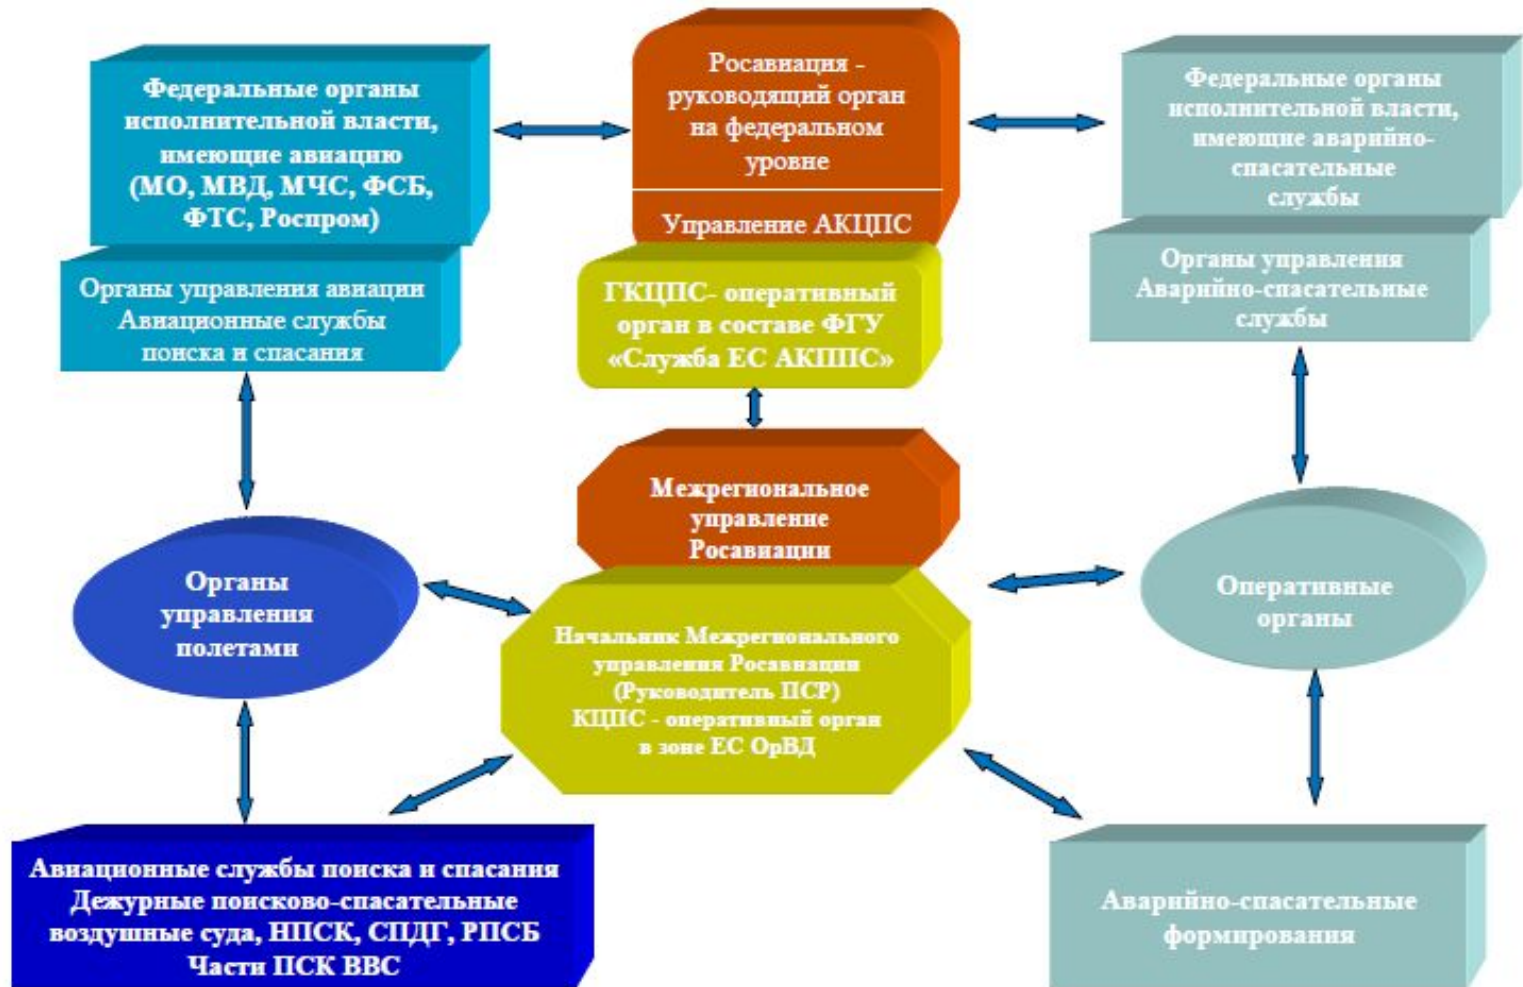 Федеральные органы
исполнительной власти,
имеющие авиацию
(МО, МВД, МЧС, ФСБ,
ФТС, Роспром)
Органы управления авиации
Авиационные службы
поиска и спасания
Росавиация -
руководящий орган
на федеральном
уровне
Управление АКЦПС
ГКЦПС- оперативный
орган в составе ФГУ
«Служба ЕС АКППС»
Федеральные органы
исполнительной власти,
имеющие аварийно-
спасательные
службы
Органы управления
Аварийно-спасательные
службы
Межрегиональное
управление
Росавиации
Органы
управления
полетами
Начальник Межрегионального
управления Росавиации
(Руководитель ПСР)
КЦПС - оперативный орган
в зоне ЕС ОрВД
Оперативные
органы
Авиационные службы поиска и спасания
Дежурные поисково-спасательные
воздушные суда, НПСК, СПДГ, РПСБ
Части ПСК ВВС
Аварийно-спасательные
формирования